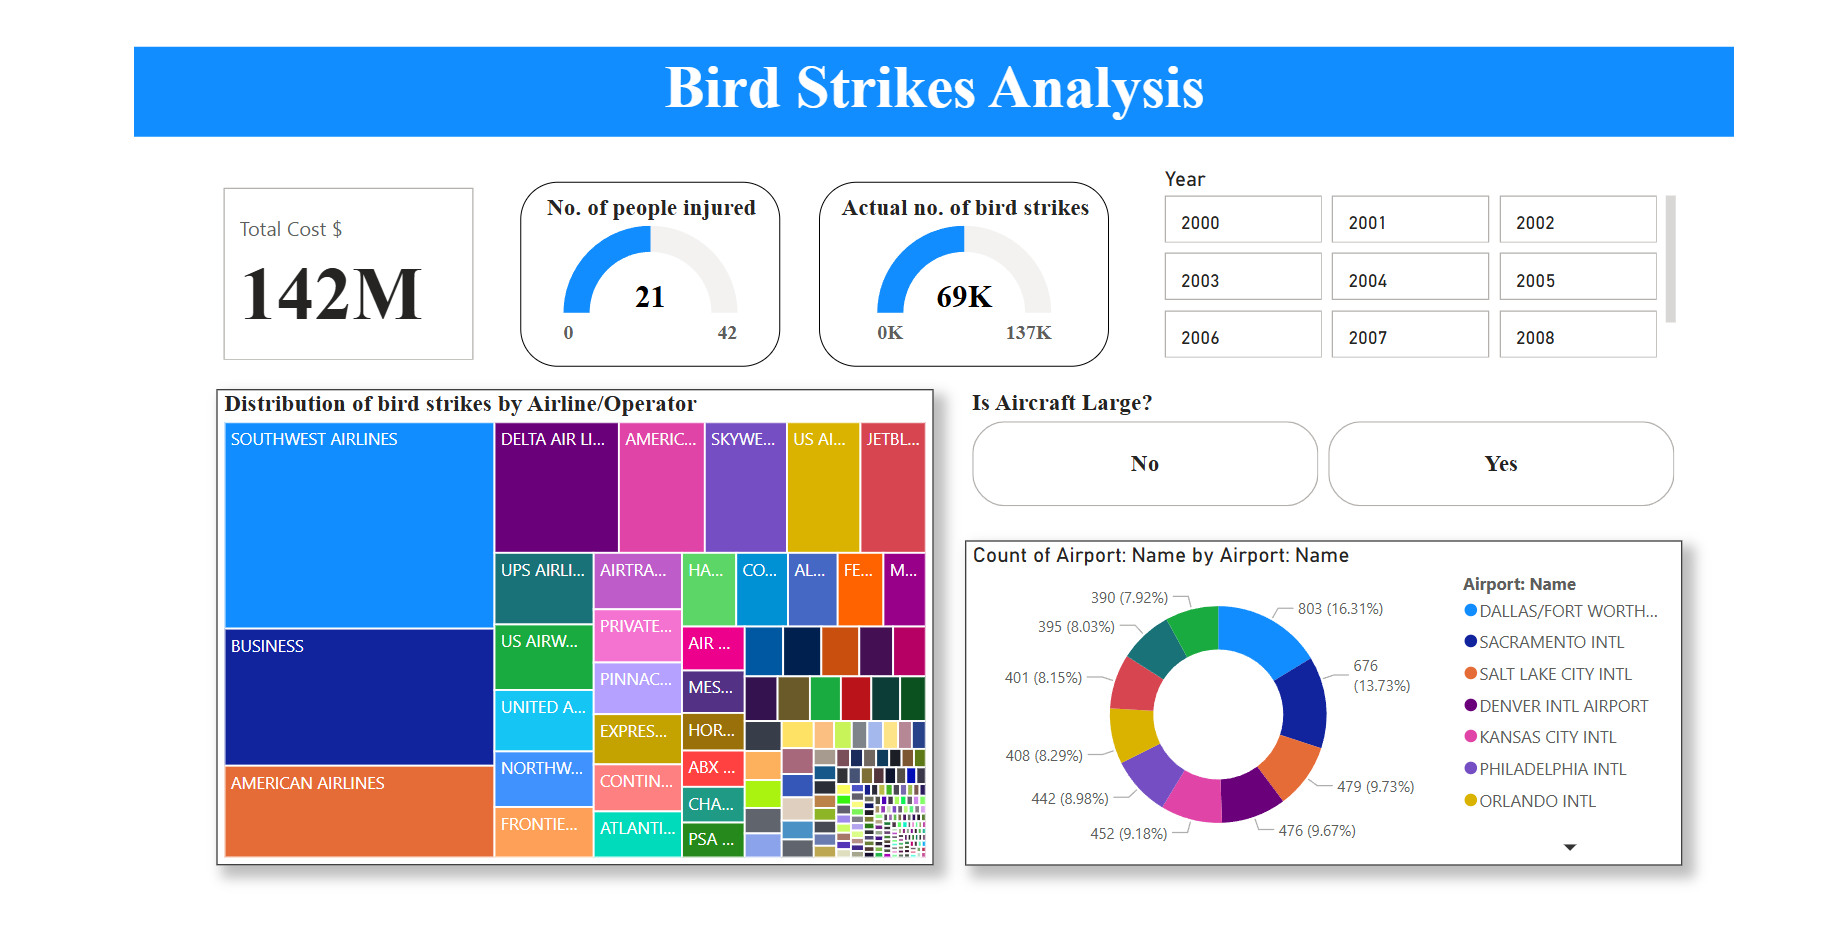 Bird Strikes Analysis
Total Cost $
142M
No. of people injured
21
0
42
Actual no. of bird strikes
69K
0K
137K
Year
2000
2001
2002
2003
2004
2005
2006
2007
2008
Distribution of bird strikes by Airline/Operator
SOUTHWEST AIRLINES
BUSINESS
AMERICAN AIRLINES
DELTA AIR LI...
AMERIC...
SKYWE...
US AI...
JETBL...
UPS AIRLI...
US AIRW...
UNITED A...
NORTHW...
FRONTIE...
AIRTRA...
PRIVATE...
PINNAC...
EXPRES...
CONTIN...
ATLANTI...
HA...
CO...
AL...
FE...
M...
AIR ...
MES...
HOR...
ABX ...
CHA...
PSA ...
Is Aircraft Large?
No
Yes
Count of Airport: Name by Airport: Name
803 (16.31%)
676
(13.73%)
479 (9.73%)
476 (9.67%)
452 (9.18%)
442 (8.98%)
408 (8.29%)
401 (8.15%)
395 (8.03%)
390 (7.92%)
Airport: Name
DALLAS/FORT WORTH...
SACRAMENTO INTL
SALT LAKE CITY INTL
DENVER INTL AIRPORT
KANSAS CITY INTL
PHILADELPHIA INTL
ORLANDO INTL